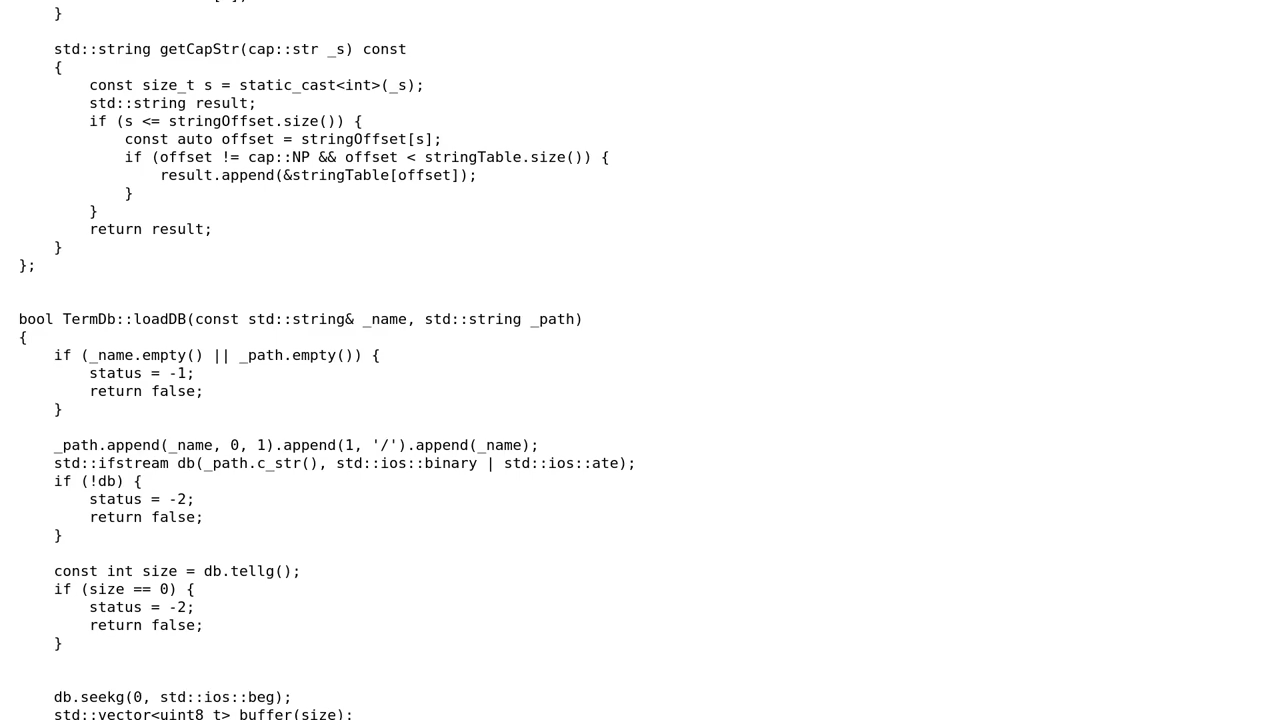 }

    std::string getCapStr(cap::str _s) const
    {
        const size_t s = static_cast<int>(_s);
        std::string result;
        if (s <= stringOffset.size()) {
            const auto offset = stringOffset[s];
            if (offset != cap::NP && offset < stringTable.size()) {
                result.append(&stringTable[offset]);
            }
        }
        return result;
    }
};


bool TermDb::loadDB(const std::string& _name, std::string _path)
{
    if (_name.empty() || _path.empty()) {
        status = -1;
        return false;
    }

    _path.append(_name, 0, 1).append(1, '/').append(_name);
    std::ifstream db(_path.c_str(), std::ios::binary | std::ios::ate);
    if (!db) {
        status = -2;
        return false;
    }

    const int size = db.tellg();
    if (size == 0) {
        status = -2;
        return false;
    }


    db.seekg(0, std::ios::beg);
    std::vector<uint8_t> buffer(size);